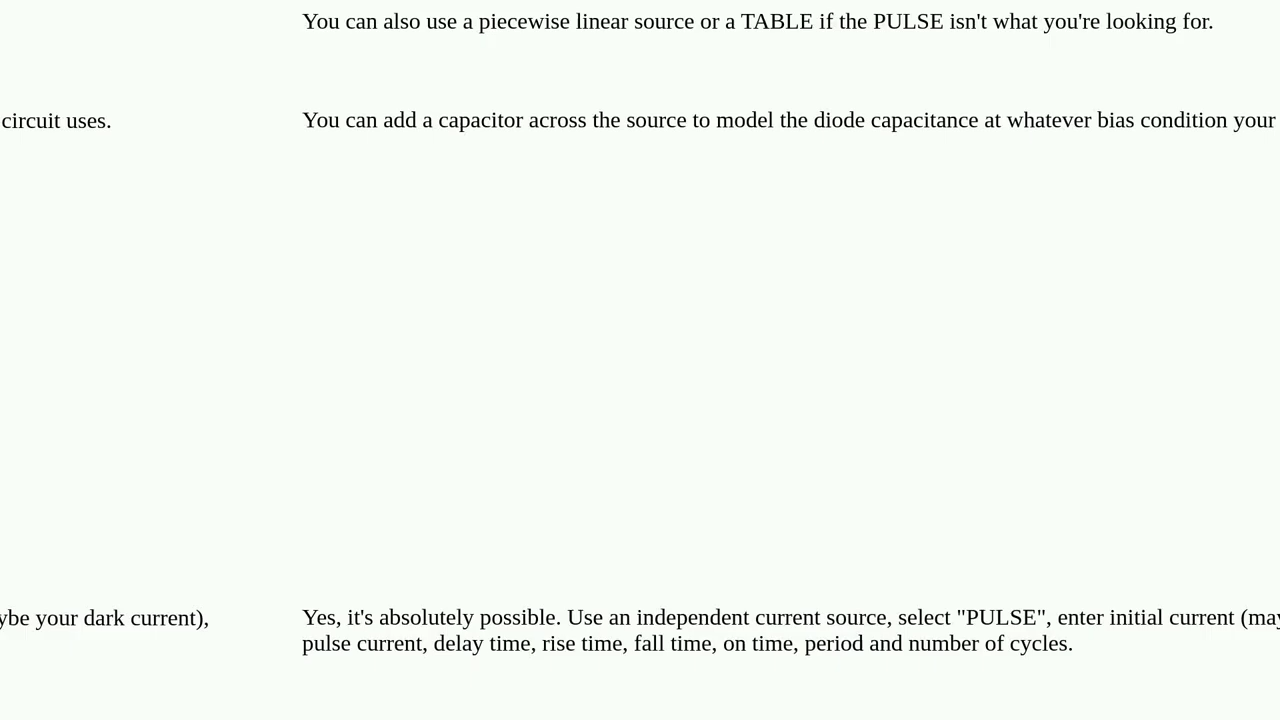 You can also use a piecewise linear source or a TABLE if the PULSE isn't what you're looking for.
circuit uses.
You can add a capacitor across the source to model the diode capacitance at whatever bias condition your
ybe your dark current),
Yes, it's absolutely possible. Use an independent current source, select "PULSE", enter initial current (may
pulse current, delay time, rise time, fall time, on time, period and number of cycles.